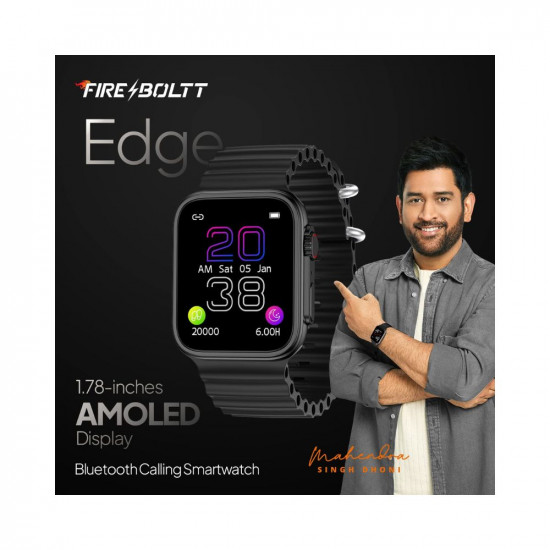 FIRE BOLTT
Edge
20
AM Sat 05 Jan
38
20000 6.00H
1.78-inches
AMOLED
Display
Bluetooth Calling Smartwatch
Mahendra
SINGH DHONI